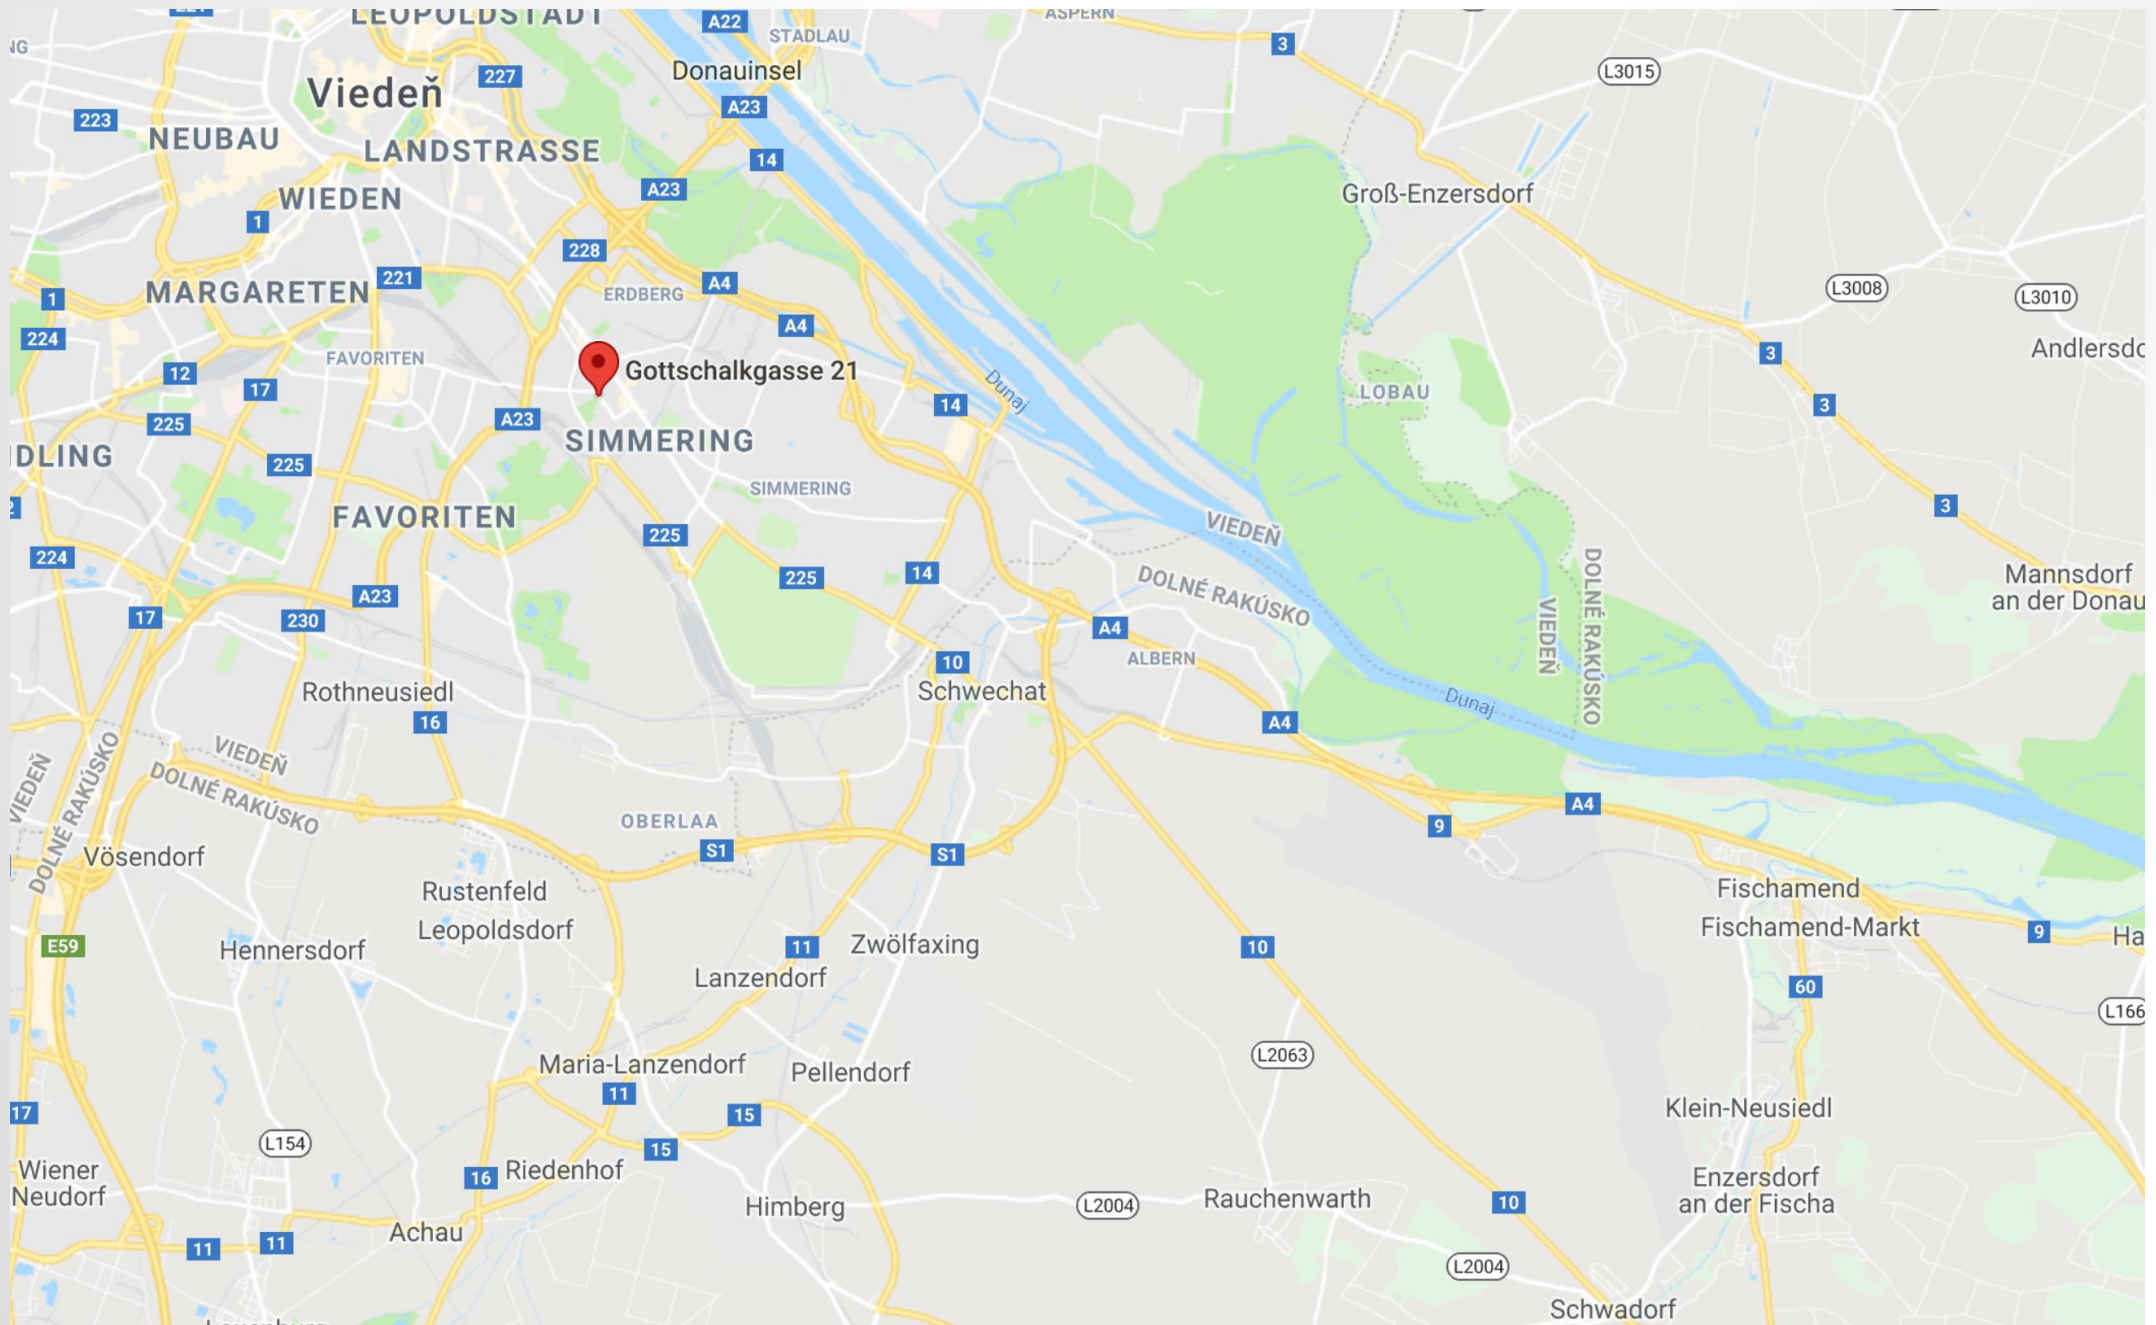 LEOPOLDSTADT
A22
STADLAU
ASPERN
3
NG
227
Donauinsel
L3015
Viedeň
A23
223
NEUBAU
LANDSTRASSE
14
A23
WIEDEN
Groß-Enzersdorf
1
228
221
A4
MARGARETEN
ERDBERG
L3008
L3010
1
A4
224
Andlersdo
FAVORITEN
3
12
Gottschalkgasse 21
17
Dunaj
LOBAU
14
3
A23
225
SIMMERING
DLING
225
SIMMERING
FAVORITEN
3
VIEDEŇ
225
224
14
225
DOLNÉ RAKÚSKO
Mannsdorf
an der Donau
A23
17
230
A4
VIEDEŇ
DOLNÉ RAKÚSKO
10
ALBERN
Rothneusiedl
Schwechat
Dunaj
16
A4
VIEDEŇ
DOLNÉ RAKÚSKO
VIEDEŇ
DOLNÉ RAKÚSKO
A4
OBERLAA
9
S1
S1
Vösendorf
Rustenfeld
Fischamend
Leopoldsdorf
Fischamend-Markt
9
Ha
E59
Hennersdorf
11
Zwölfaxing
10
Lanzendorf
60
L166
L2063
Maria-Lanzendorf
Pellendorf
11
17
15
Klein-Neusiedl
L154
15
Wiener
Neudorf
16
Riedenhof
Enzersdorf
an der Fischa
Himberg
L2004
Rauchenwarth
10
Achau
11
11
L2004
Schwadorf